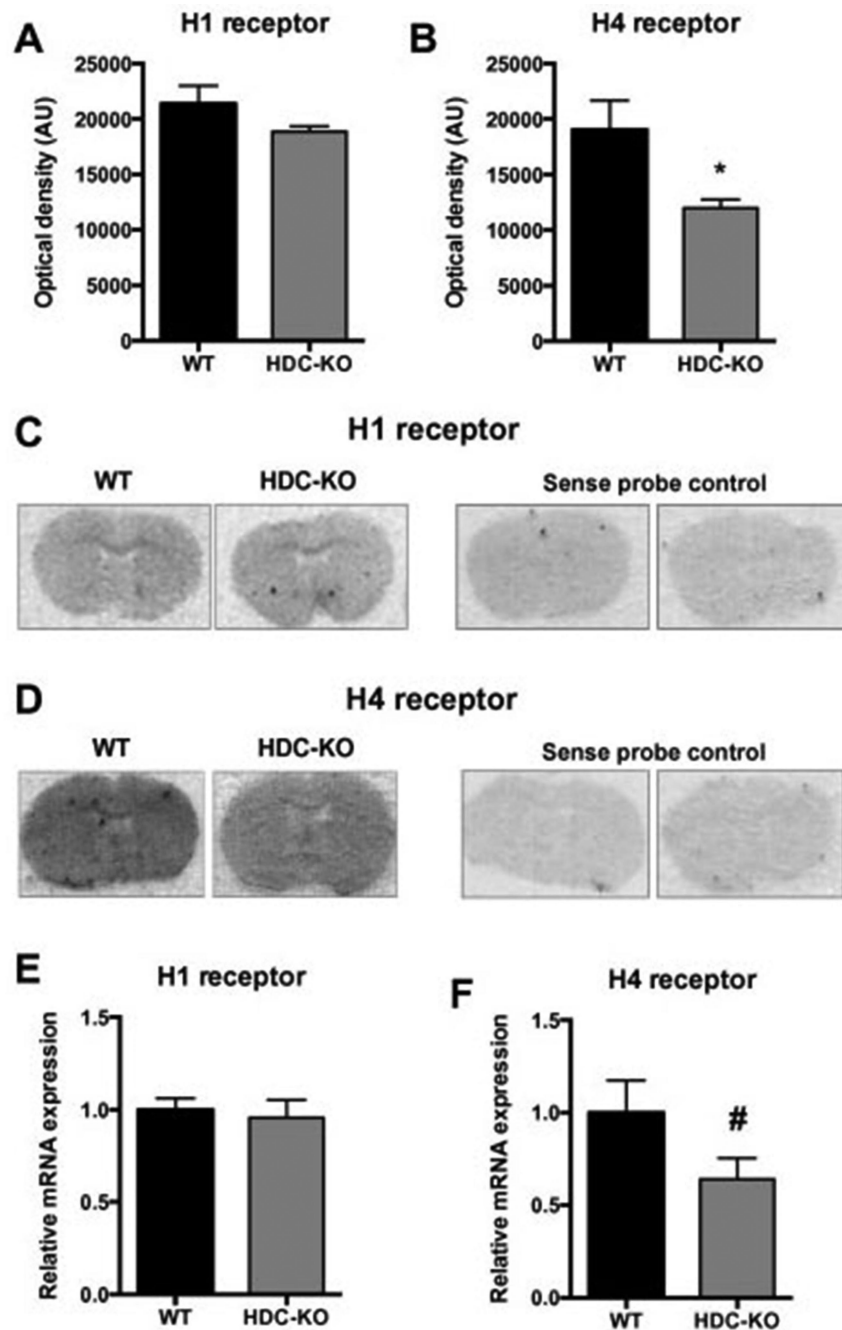 A
H1 receptor
Optical density (AU)
25000
20000
15000
10000
5000
0
WT
HDC-KO
B
H4 receptor
Optical density (AU)
25000
20000
15000
10000
5000
0
*
WT
HDC-KO
C
H1 receptor
WT
HDC-KO
Sense probe control
D
H4 receptor
WT
HDC-KO
Sense probe control
E
H1 receptor
Relative mRNA expression
1.5
1.0
0.5
0.0
WT
HDC-KO
F
H4 receptor
Relative mRNA expression
1.5
1.0
0.5
0.0
#
WT
HDC-KO